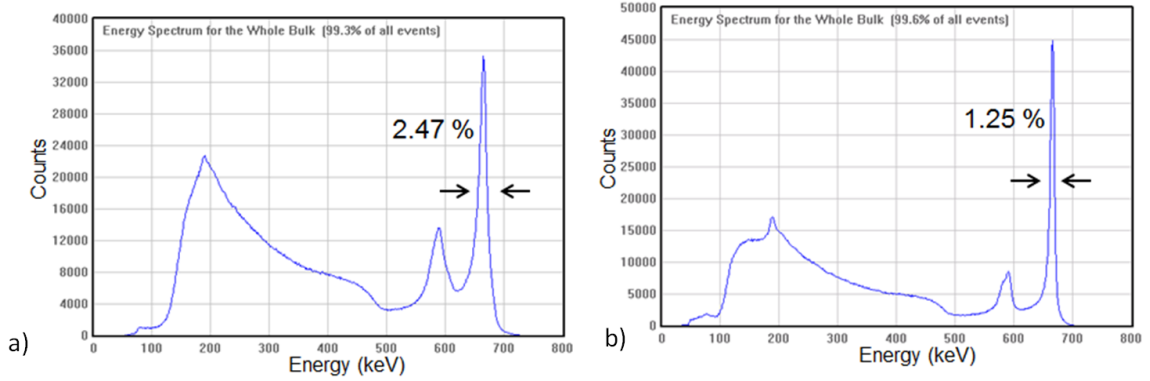 Energy Spectrum for the Whole Bulk (99.3% of all events)
40000
36000
32000
28000
24000
20000
16000
12000
8000
4000
0
Counts
2.47 %
0 100 200 300 400 500 600 700 800
Energy (keV)
a)
Energy Spectrum for the Whole Bulk (99.6% of all events)
50000
45000
40000
35000
30000
25000
20000
15000
10000
5000
0
Counts
1.25 %
0 100 200 300 400 500 600 700 800
Energy (keV)
b)